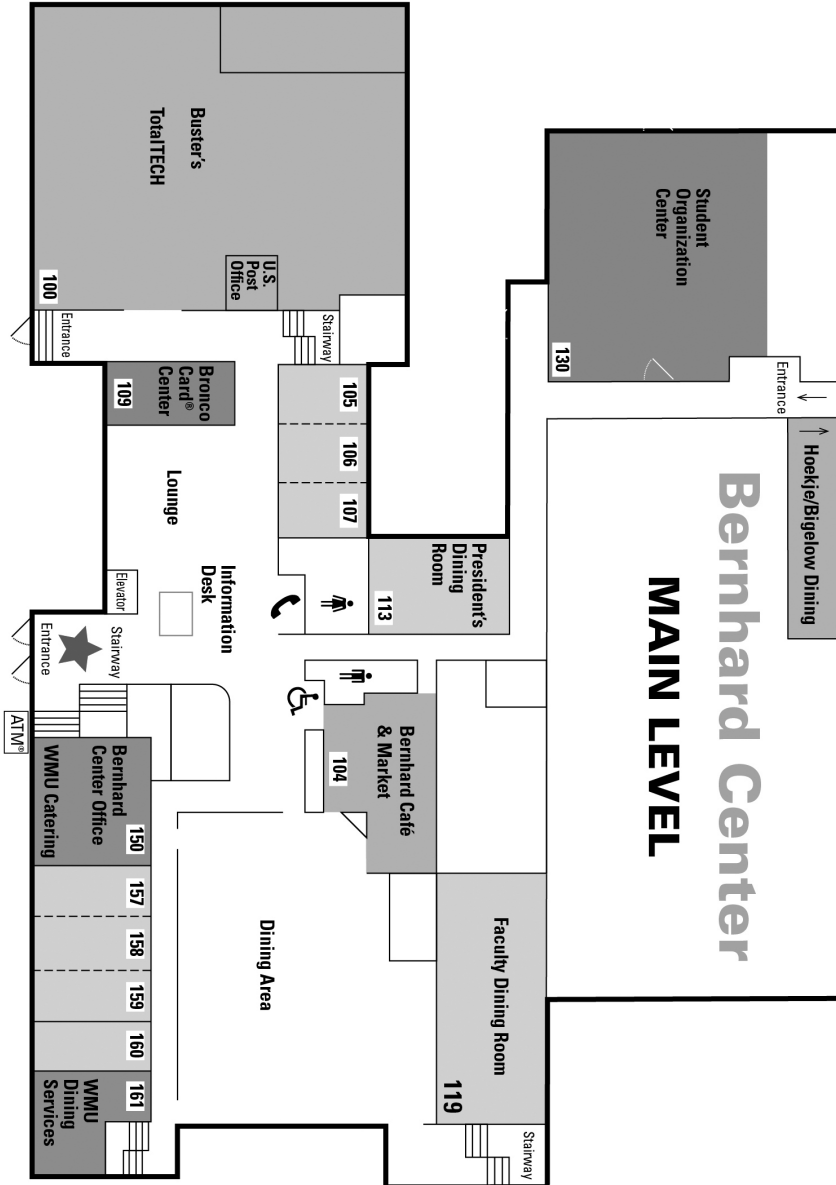 Bernhard Center
MAIN LEVEL
Buster's
TotalTECH
100
U.S.
Post
Office
Entrance
Stairway
Bronco
Card®
Center
109
105
106
107
Lounge
Information
Desk
Elevator
Stairway
Entrance
ATM®
President's
Dining
Room
113
Student
Organization
Center
130
Entrance
Hoekje/Bigelow Dining
Bernhard Café
& Market
104
Bernhard
Center Office
150
WMU Catering
157
158
159
160
161
WMU
Dining
Services
Dining Area
Faculty Dining Room
119
Stairway